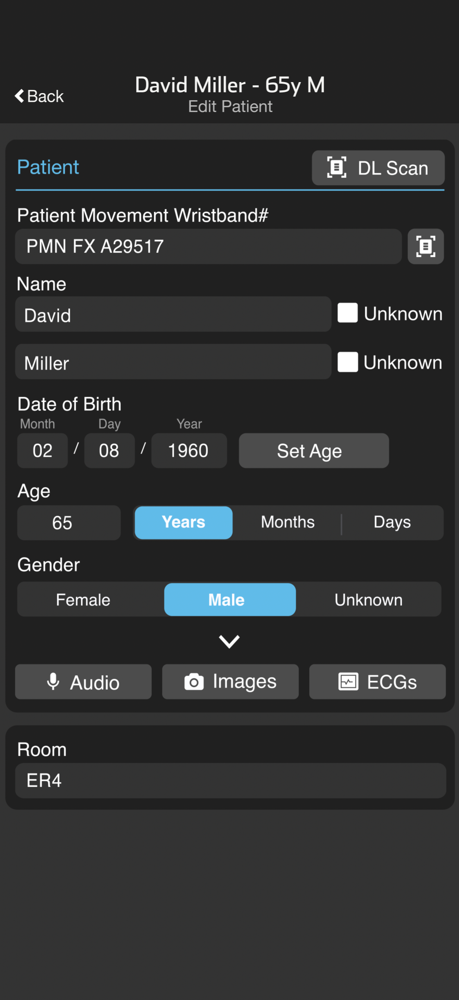 David Miller - 65y M
Back
Edit Patient
Patient
DL Scan
Patient Movement Wristband#
PMN FX A29517
Name
David
Unknown
Miller
Unknown
Date of Birth
Month Day Year
02 / 08 / 1960 Set Age
Age
65 Years Months Days
Gender
Female Male Unknown
Audio Images ECGs
Room
ER4